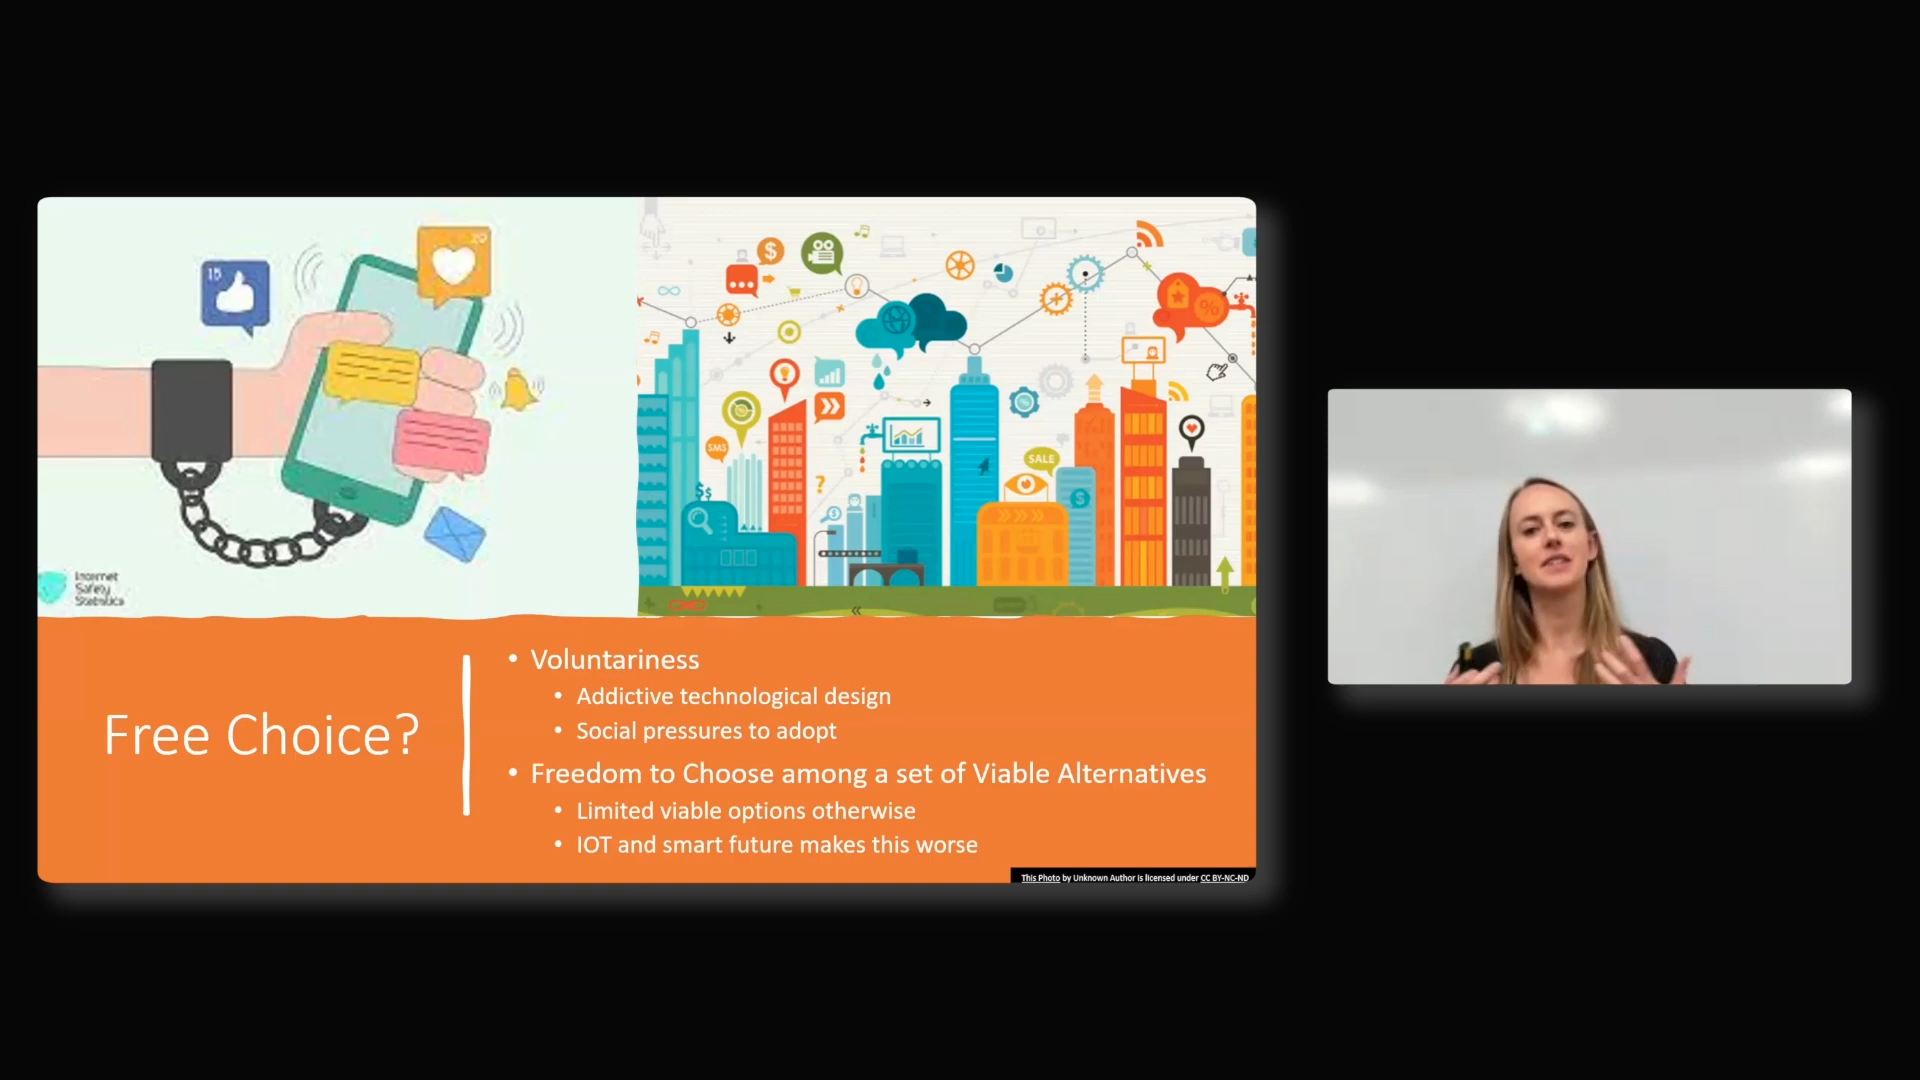 15
20
$
SMS
$$
?
SALE
$
%
Internet
Safety
Statistics
Free Choice?
• Voluntariness
• Addictive technological design
• Social pressures to adopt
• Freedom to Choose among a set of Viable Alternatives
• Limited viable options otherwise
• IOT and smart future makes this worse
This Photo by Unknown Author is licensed under CC BY-NC-ND